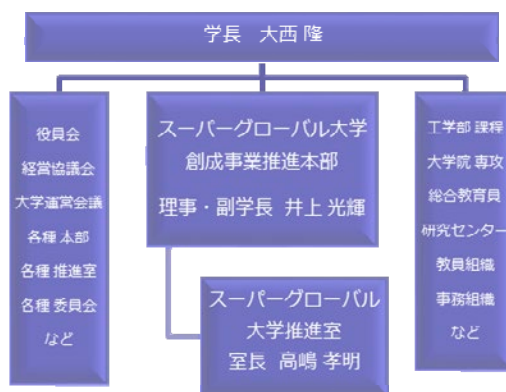 学長 大西 隆
役員会
経営協議会
大学運営会議
各種 本部
各種 推進室
各種 委員会
など
スーパーグローバル大学
創成事業推進本部
理事・副学長 井上 光輝
スーパーグローバル
大学推進室
室長 高嶋 孝明
工学部 課程
大学院 専攻
総合教育員
研究センター
教員組織
事務組織
など